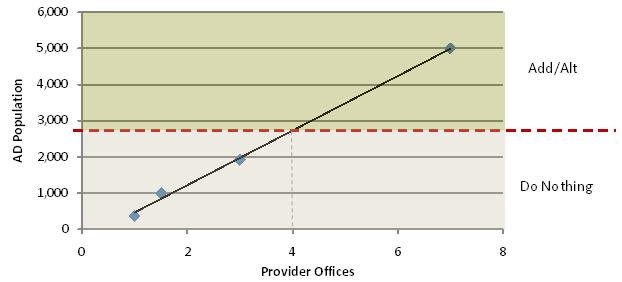 6,000
5,000
4,000
3,000
2,000
1,000
0
AD Population
0 2 4 6 8
Provider Offices
Add/Alt
Do Nothing